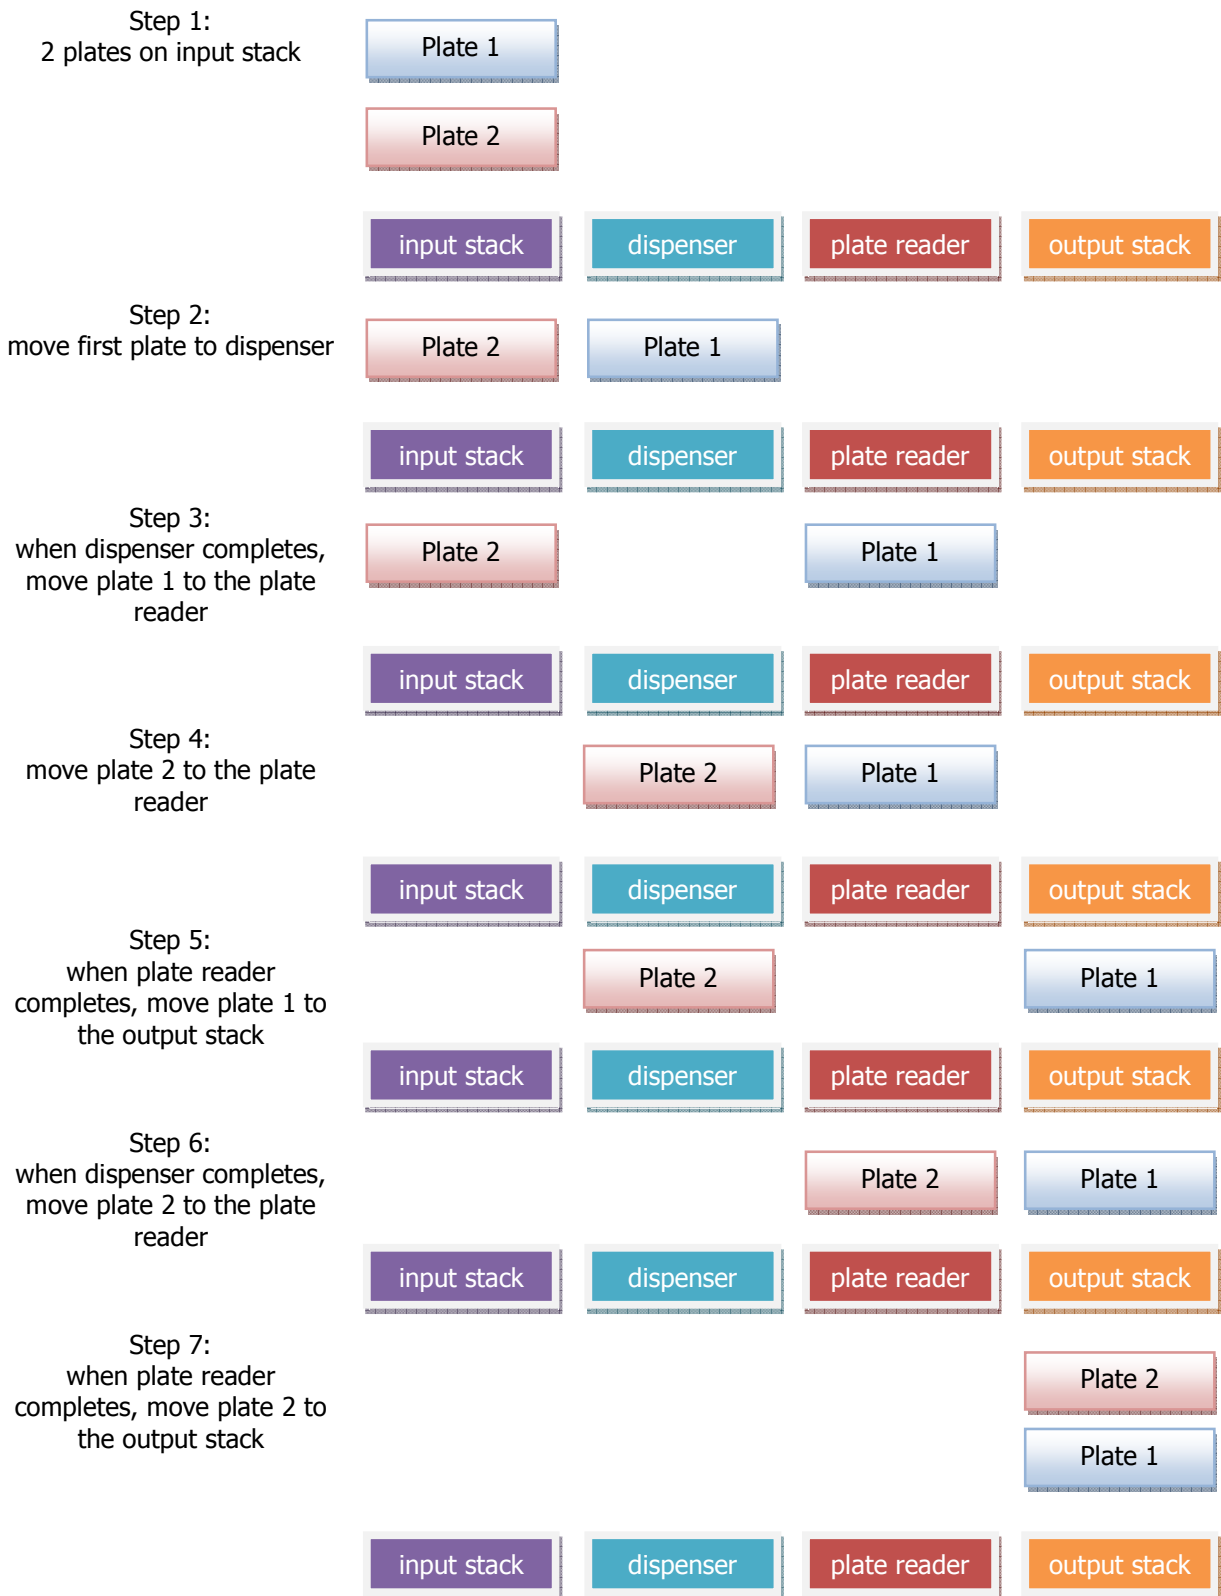 Step 1:
2 plates on input stack
Plate 1
Plate 2
input stack
dispenser
plate reader
output stack
Step 2:
move first plate to dispenser
Plate 2
Plate 1
input stack
dispenser
plate reader
output stack
Step 3:
when dispenser completes,
move plate 1 to the plate
reader
Plate 2
Plate 1
input stack
dispenser
plate reader
output stack
Step 4:
move plate 2 to the plate
reader
Plate 2
Plate 1
input stack
dispenser
plate reader
output stack
Step 5:
when plate reader
completes, move plate 1 to
the output stack
Plate 2
Plate 1
input stack
dispenser
plate reader
output stack
Step 6:
when dispenser completes,
move plate 2 to the plate
reader
Plate 2
Plate 1
input stack
dispenser
plate reader
output stack
Step 7:
when plate reader
completes, move plate 2 to
the output stack
Plate 2
Plate 1
input stack
dispenser
plate reader
output stack